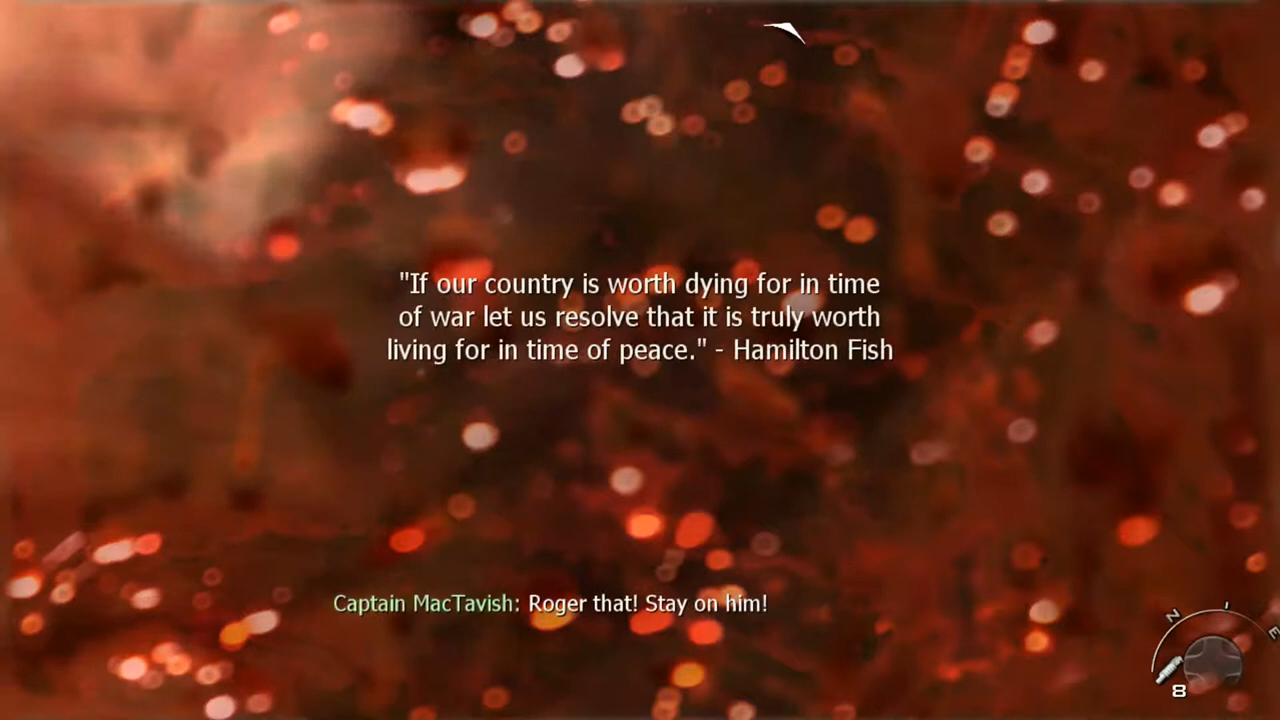 "If our country is worth dying for in time
of war let us resolve that it is truly worth
living for in time of peace." - Hamilton Fish
Captain MacTavish: Roger that! Stay on him!
N
E
8